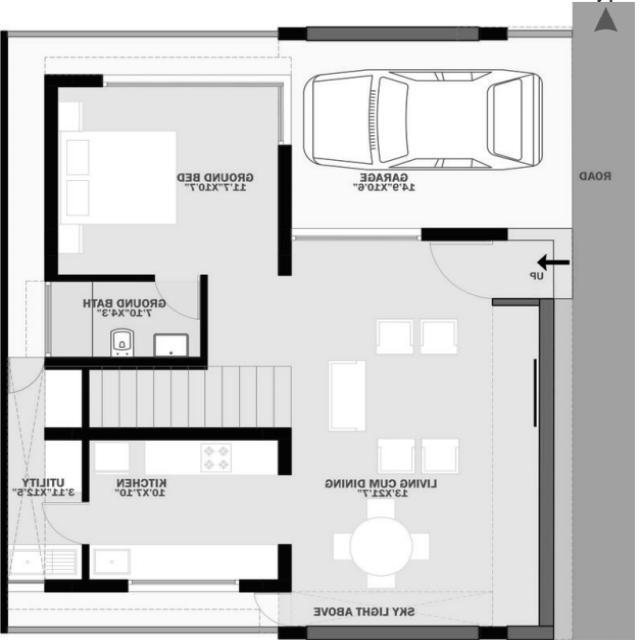 GROUND BED
11'7"X10'7"
GARAGE
14'9"X10'6"
ROAD
UP
GROUND BATH
7'10"X4'3"
UTILITY
3'11"X12'5"
KITCHEN
10'X7'10"
LIVING CUM DINING
13'X21'7"
SKY LIGHT ABOVE